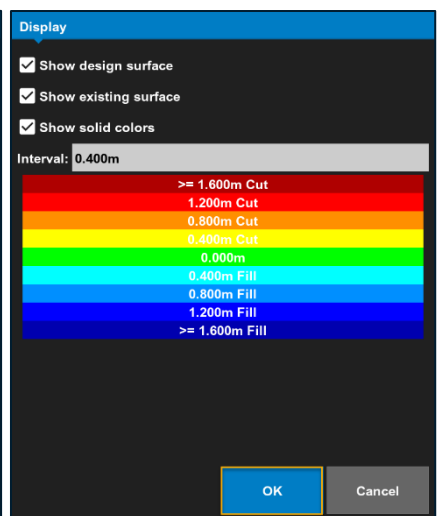 Display
Show design surface
Show existing surface
Show solid colors
Interval: 0.400m
>= 1.600m Cut
1.200m Cut
0.800m Cut
0.400m Cut
0.000m
0.400m Fill
0.800m Fill
1.200m Fill
>= 1.600m Fill
OK Cancel